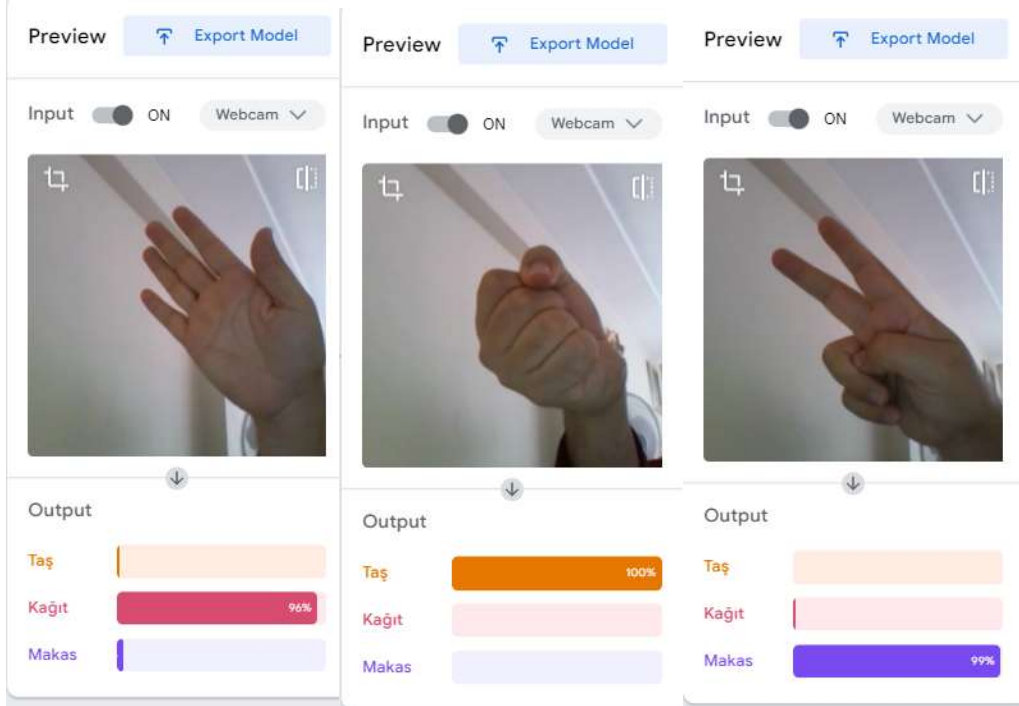 Preview Export Model
Input ON Webcam
Output
Taş
Kağıt 96%
Makas
Preview Export Model
Input ON Webcam
Output
Taş 100%
Kağıt
Makas
Preview Export Model
Input ON Webcam
Output
Taş
Kağıt
Makas 99%